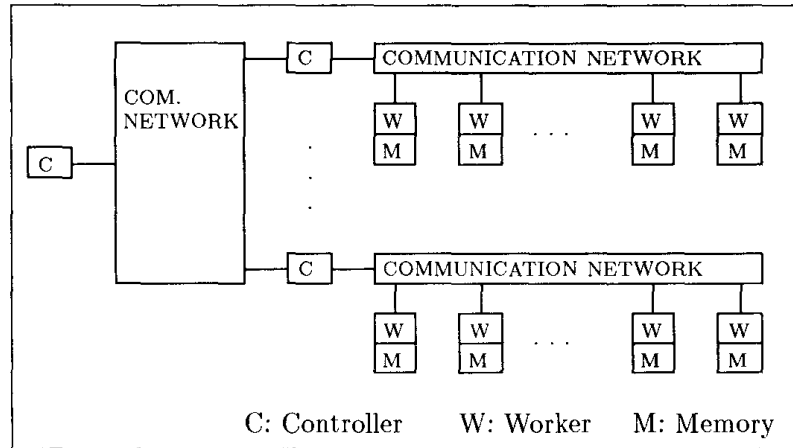 C
COM.
NETWORK
C
COMMUNICATION NETWORK
W
M
W
M
. . .
W
M
W
M
C
COMMUNICATION NETWORK
W
M
W
M
. . .
W
M
W
M
C: Controller W: Worker M: Memory